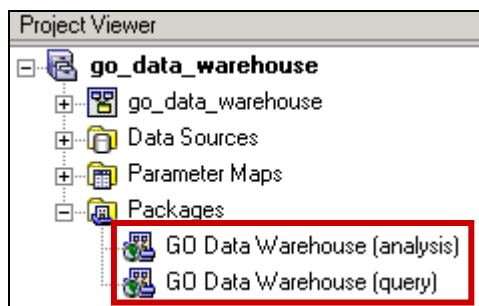 Project Viewer
go_data_warehouse
go_data_warehouse
Data Sources
Parameter Maps
Packages
GO Data Warehouse (analysis)
GO Data Warehouse (query)